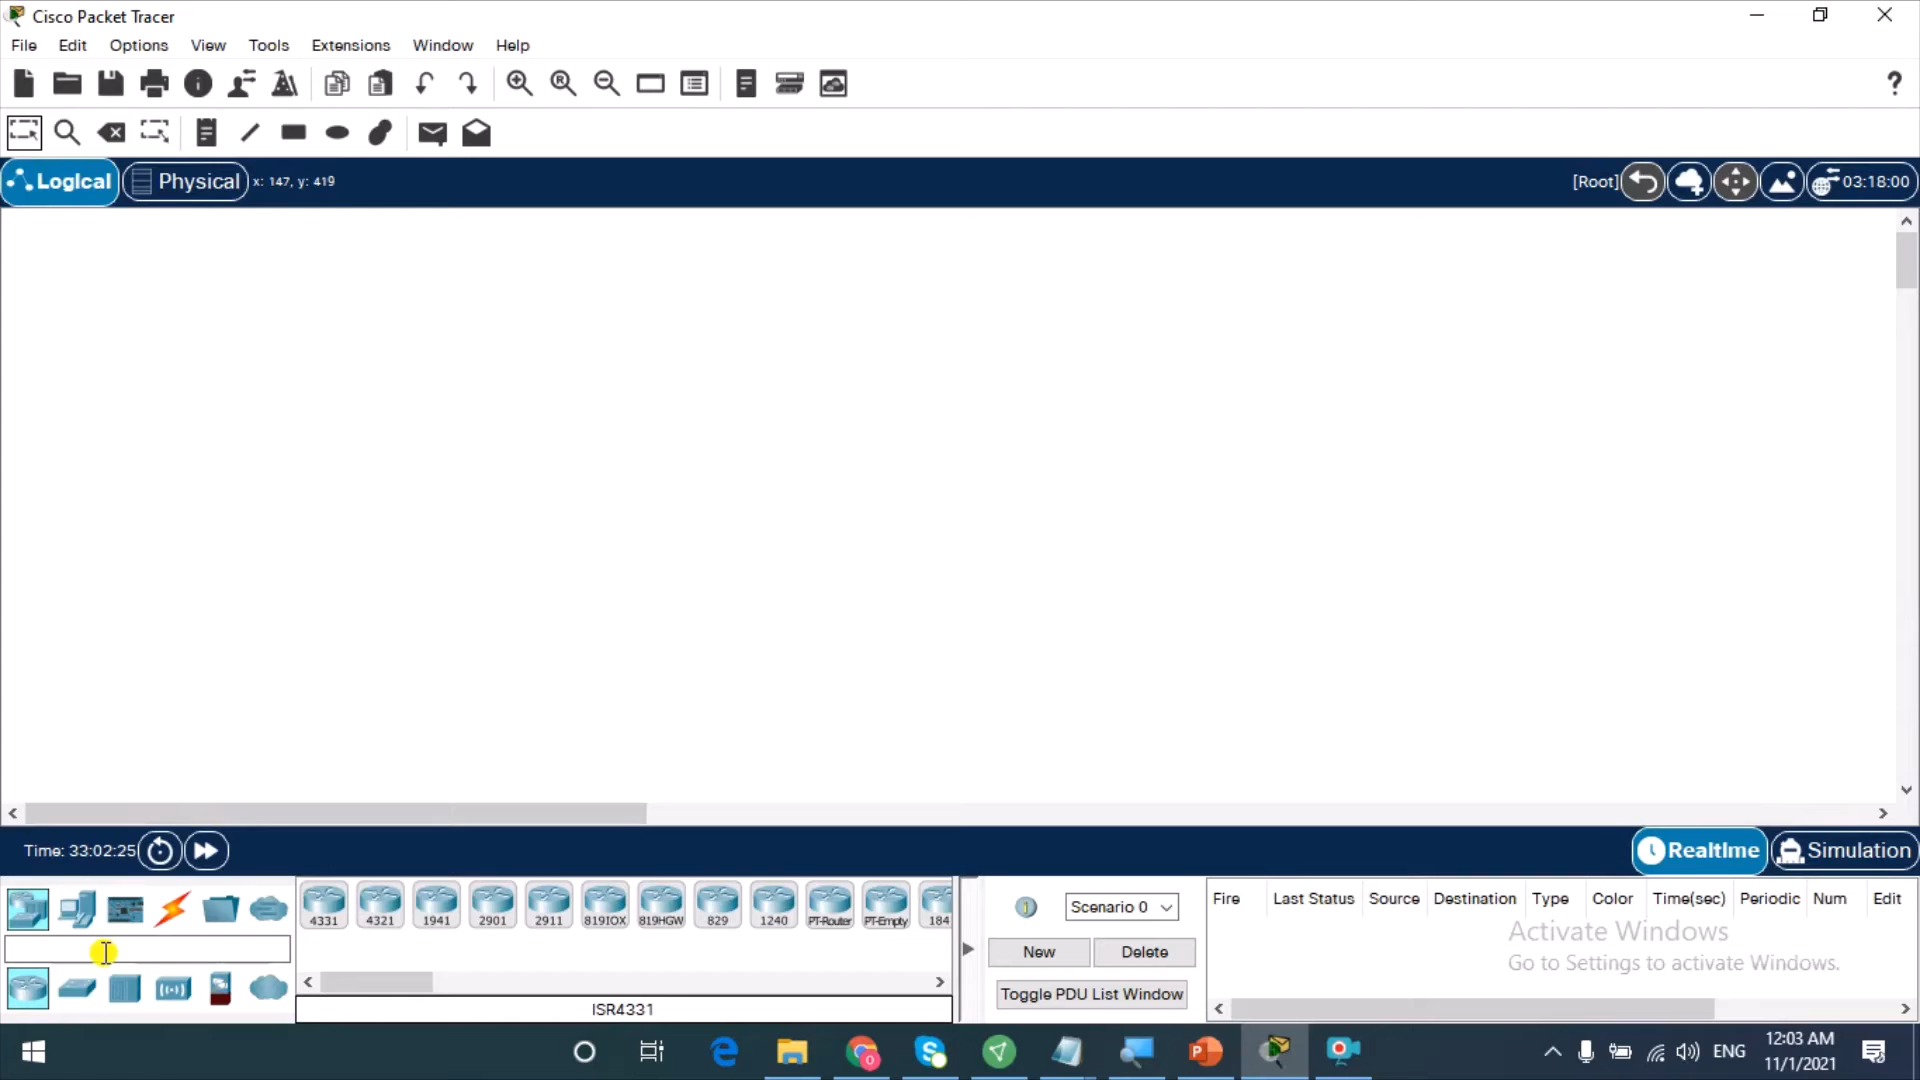 Cisco Packet Tracer
File Edit Options View Tools Extensions Window Help
?
Logical Physical x: 147, y: 419 [Root] 03:18:00
Time: 33:02:25 Realtime Simulation
4331 4321 1941 2901 2911 819IOX 819HGW 829 1240 PT-Router PT-Empty 184
ISR4331
Scenario 0
New Delete
Toggle PDU List Window
Fire Last Status Source Destination Type Color Time(sec) Periodic Num Edit
Activate Windows
Go to Settings to activate Windows.
ENG 12:03 AM
11/1/2021